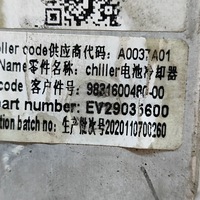 ller code供应商代码: A0037A01
Name零件名称: chiller电池冷却器
code 客户件号: 9831600480-00
art number: EV29035600
tion batch no: 生产批次号2020110700260